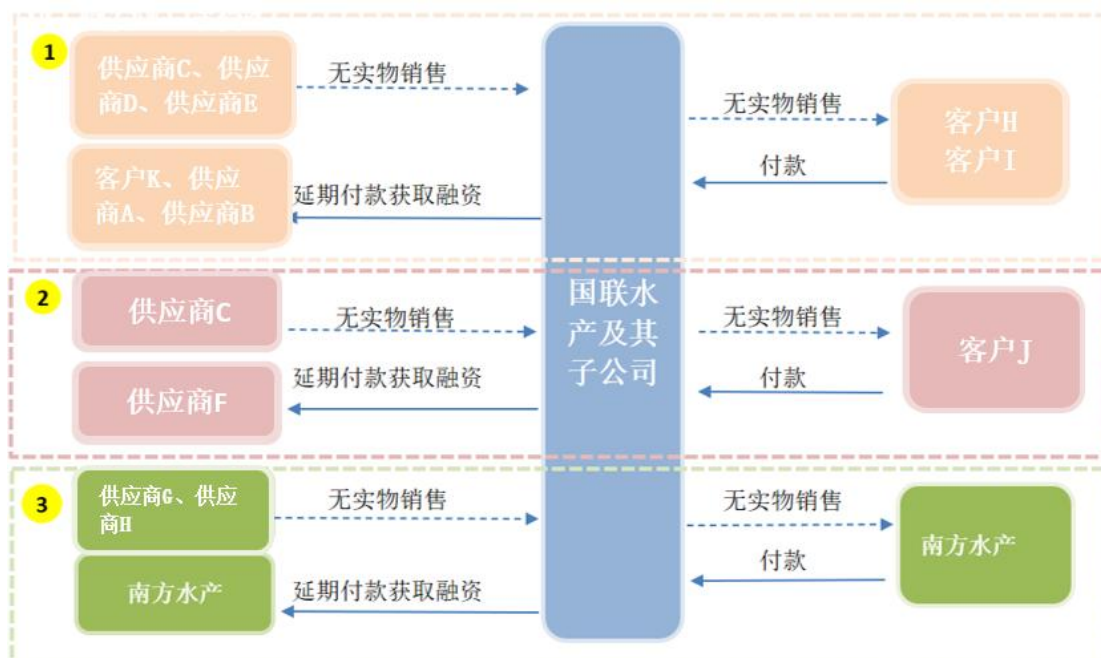 1
供应商C、供应
商D、供应商E
无实物销售
客户K、供应
商A、供应商B
延期付款获取融资
无实物销售
付款
客户H
客户I
2
供应商C
无实物销售
供应商F
延期付款获取融资
国联水
产及其
子公司
无实物销售
付款
客户J
3
供应商G、供应
商H
无实物销售
南方水产
延期付款获取融资
无实物销售
付款
南方水产